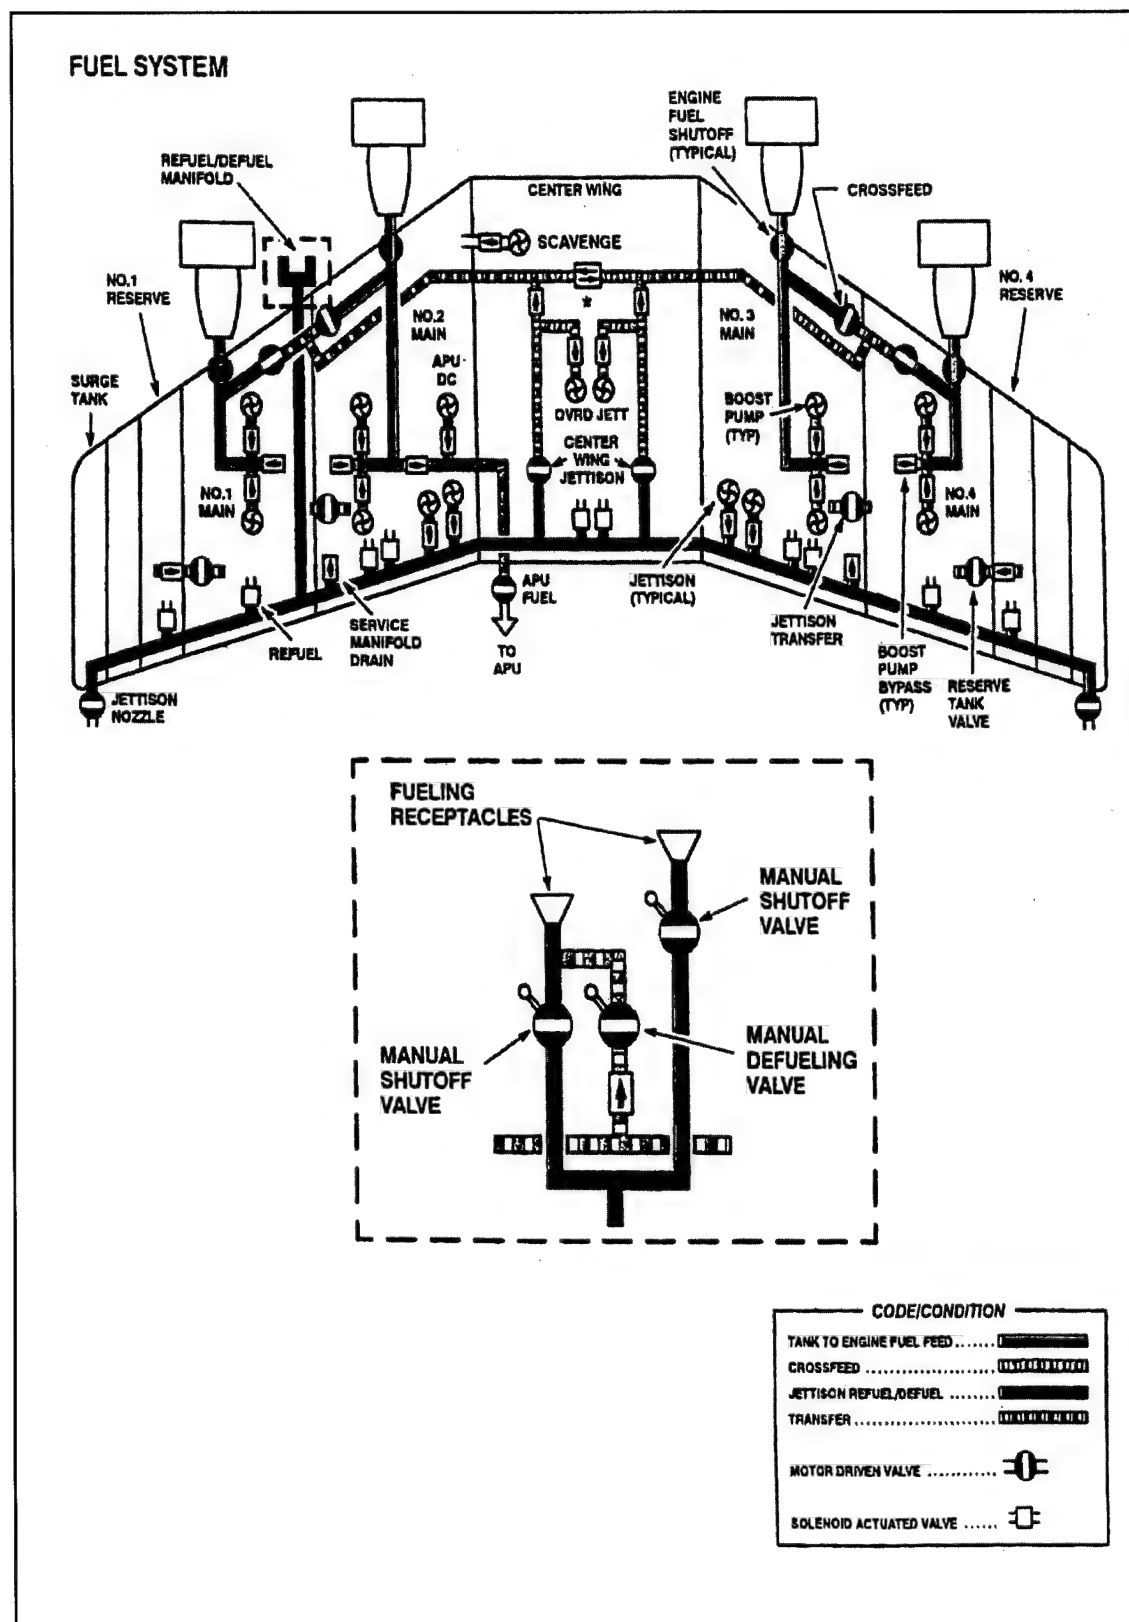 FUEL SYSTEM
ENGINE
FUEL
SHUTOFF
(TYPICAL)
REFUEL/DEFUEL
MANIFOLD
CENTER WING
CROSSFEED
SCAVENGE
NO.1
RESERVE
NO. 4
RESERVE
*
NO.2
MAIN
NO. 3
MAIN
SURGE
TANK
APU
DC
BOOST
PUMP
(TYP)
OVRD JETT
CENTER
WING
JETTISON
NO.1
MAIN
NO.4
MAIN
APU
FUEL
JETTISON
(TYPICAL)
JETTISON
TRANSFER
REFUEL
SERVICE
MANIFOLD
DRAIN
TO
APU
BOOST
PUMP
BYPASS
(TYP)
RESERVE
TANK
VALVE
JETTISON
NOZZLE
FUELING
RECEPTACLES
MANUAL
SHUTOFF
VALVE
MANUAL
SHUTOFF
VALVE
MANUAL
DEFUELING
VALVE
CODE/CONDITION
TANK TO ENGINE FUEL FEED .......
CROSSFEED ...................
JETTISON REFUEL/DEFUEL ........
TRANSFER .....................
MOTOR DRIVEN VALVE ............
SOLENOID ACTUATED VALVE ......